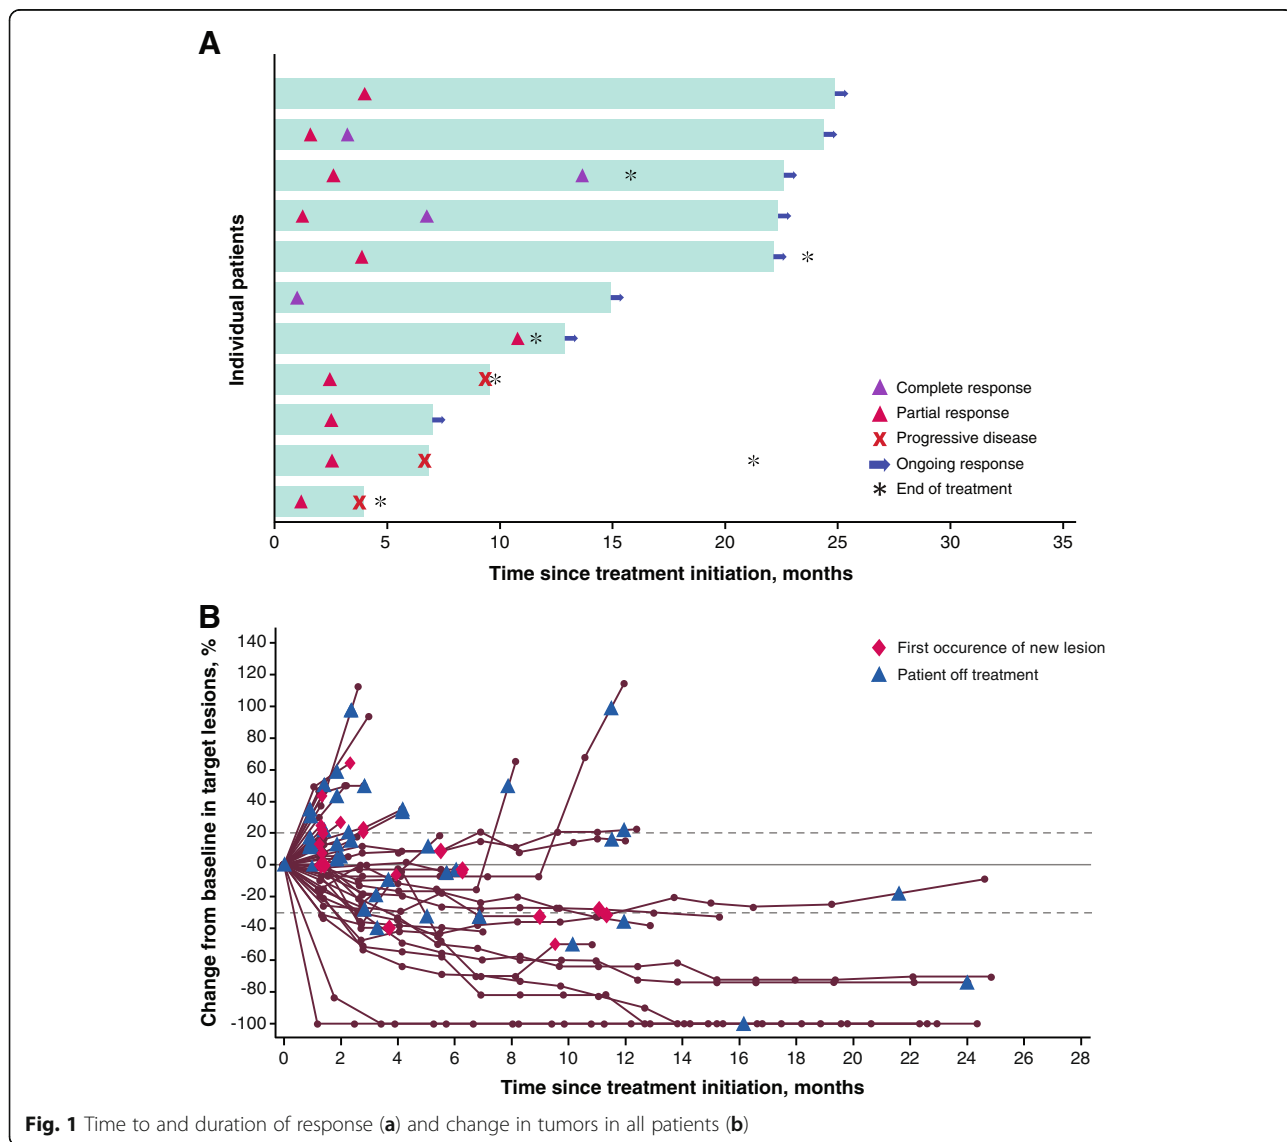 A
Individual patients
Complete response
Partial response
Progressive disease
Ongoing response
End of treatment
0 5 10 15 20 25 30 35
Time since treatment initiation, months
B
Change from baseline in target lesions, %
140
120
100
80
60
40
20
0
-20
-40
-60
-80
-100
First occurence of new lesion
Patient off treatment
0 2 4 6 8 10 12 14 16 18 20 22 24 26 28
Time since treatment initiation, months
Fig. 1 Time to and duration of response (a) and change in tumors in all patients (b)